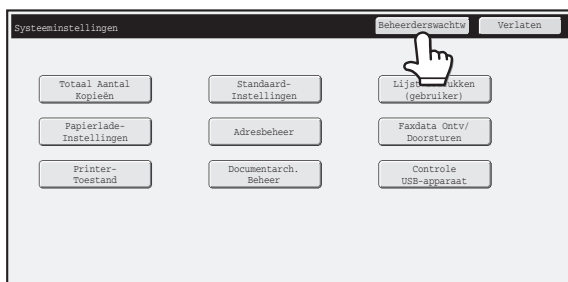 Systeeminstellingen
Beheerderswachtw
Verlaten
Totaal Aantal
Kopieën
Standaard-
Instellingen
Lijst ukken
(gebruiker)
Papierlade-
Instellingen
Adresbeheer
Faxdata Ontv/
Doorsturen
Printer-
Toestand
Documentarch.
Beheer
Controle
USB-apparaat